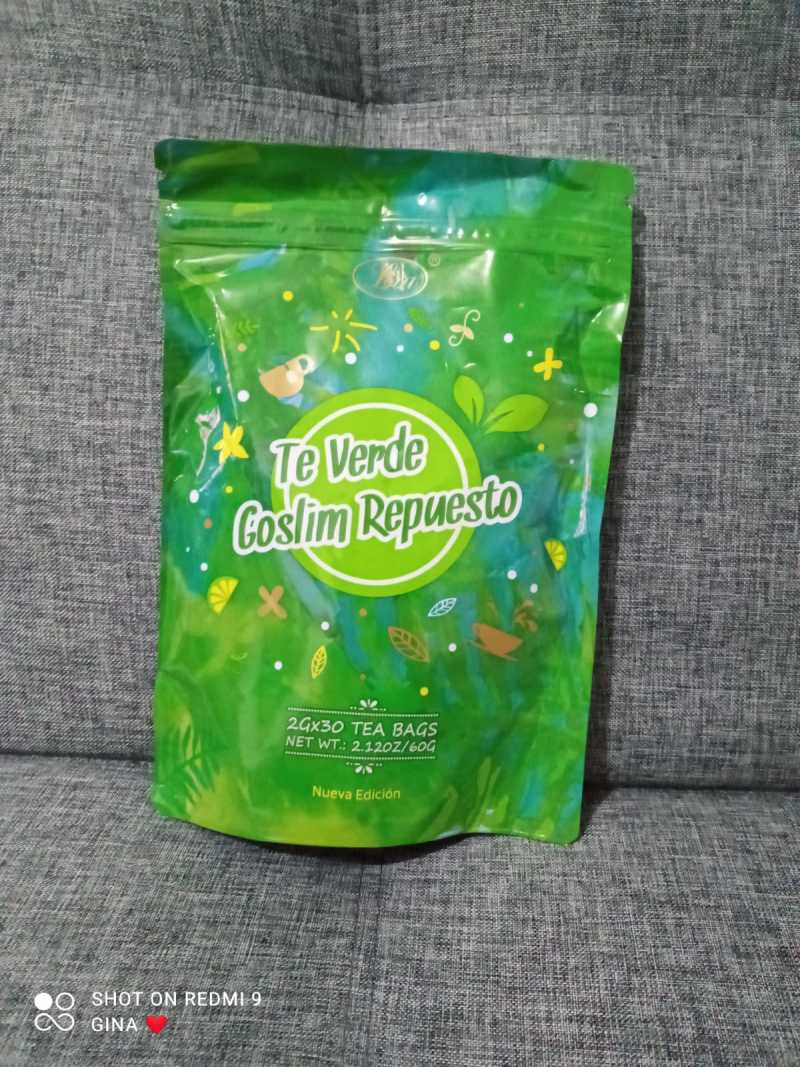 ®
Te Verde
Goslim Repuesto
2Gx30 TEA BAGS
NET WT.: 2.12OZ/60G
Nueva Edición
SHOT ON REDMI 9
GINA ❤️